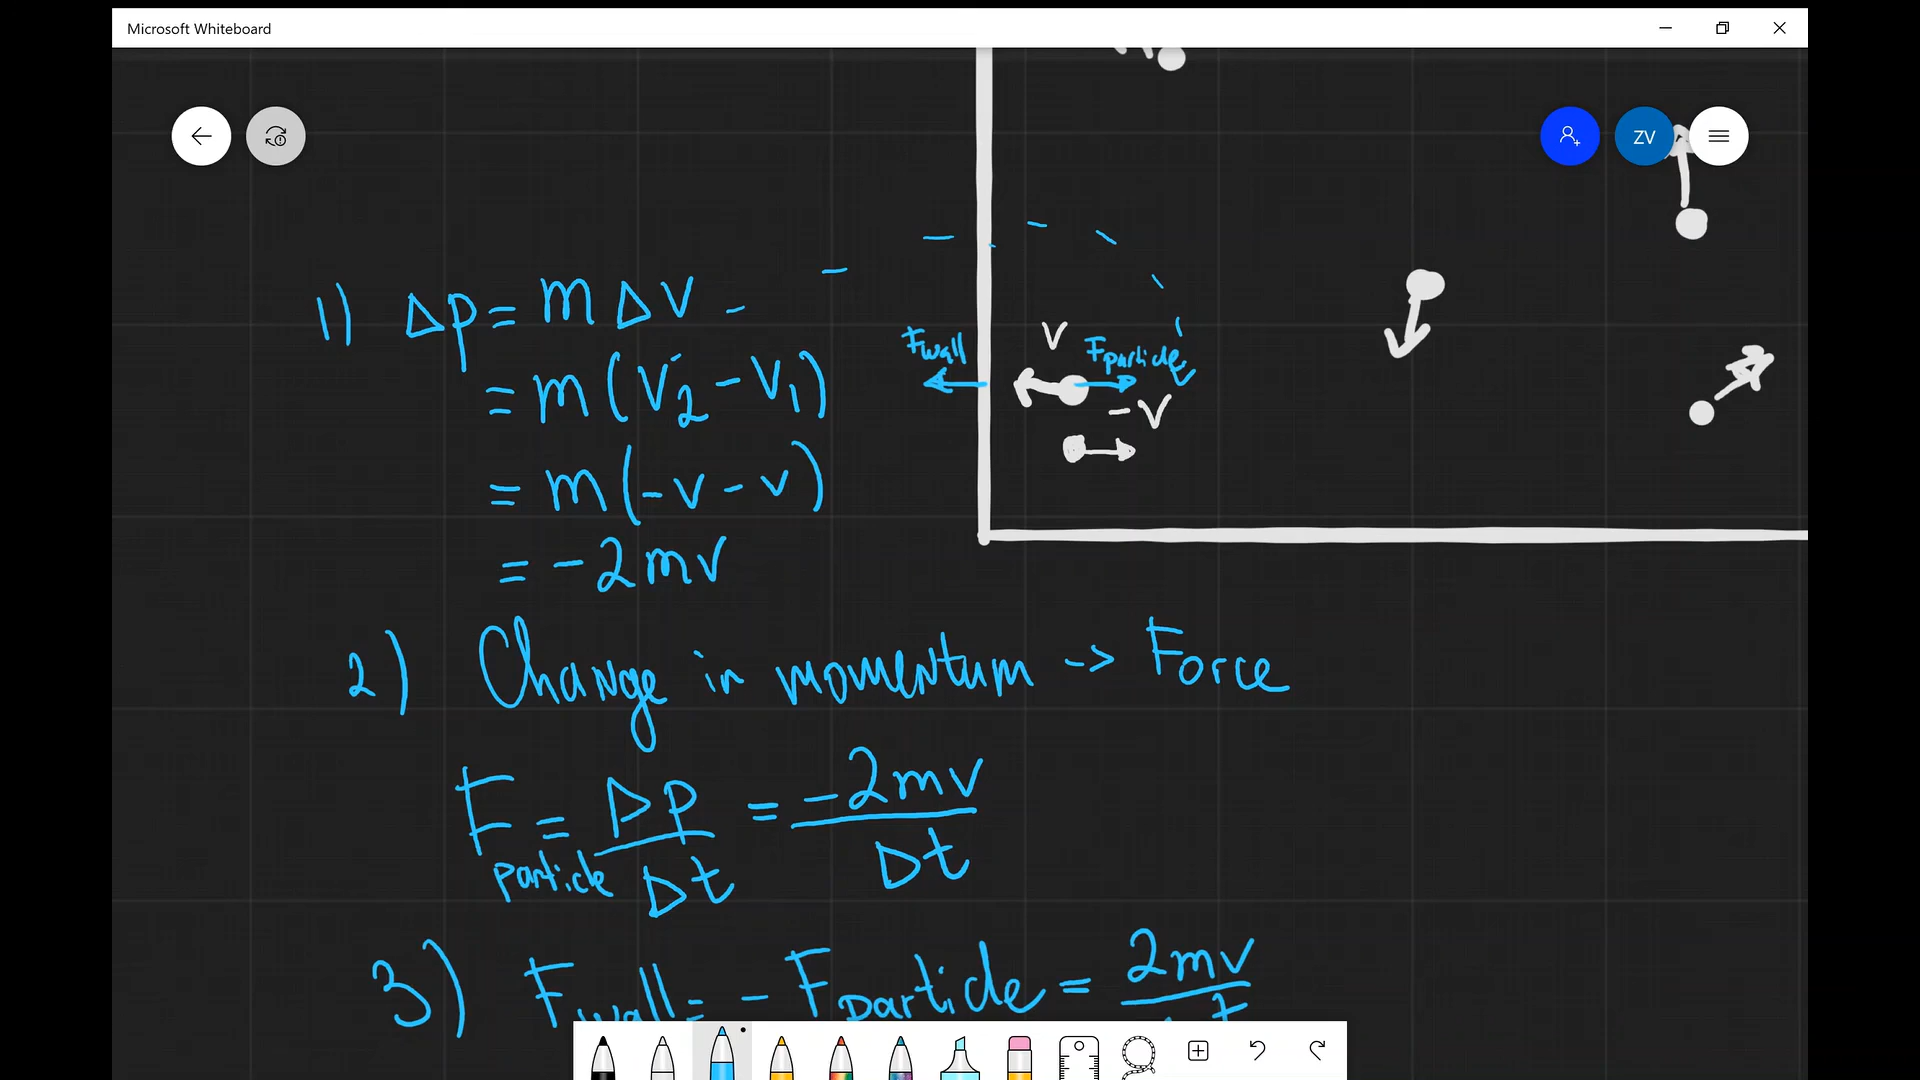 Microsoft Whiteboard
ZV
1) Δp = mΔv
= m(v₂ - v₁)
= m(-v - v)
= -2mv
Fwall
v
Fparticle
-v
2) Change in momentum -> Force
F particle = Δp/Δt = -2mv/Δt
3) Fwall = - Fparticle = 2mv/